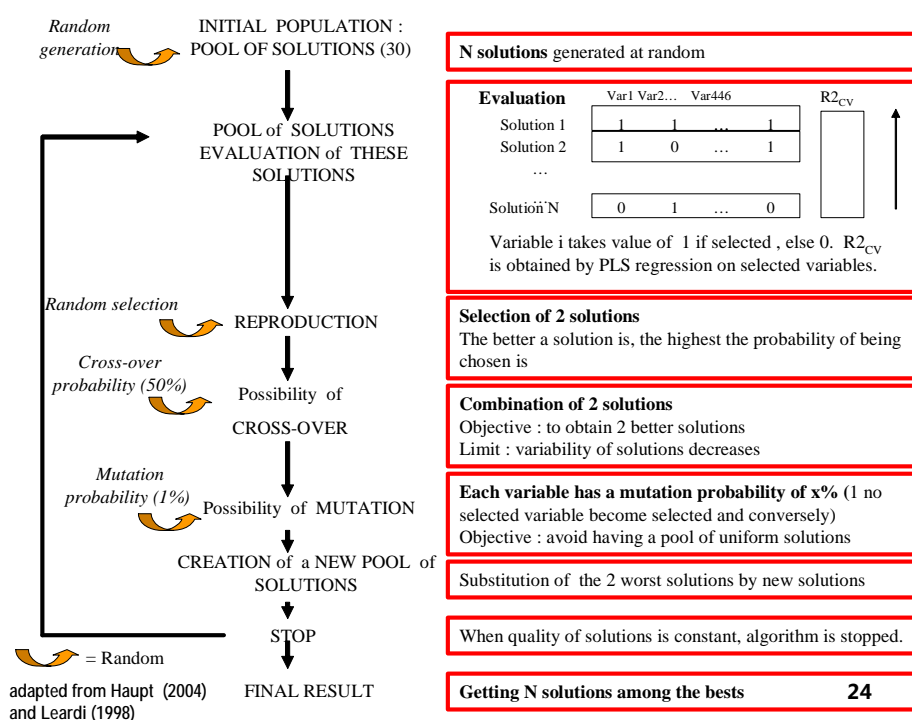 Random
generation
INITIAL POPULATION :
POOL OF SOLUTIONS (30)
POOL of SOLUTIONS
EVALUATION of THESE
SOLUTIONS
Random selection
REPRODUCTION
Cross-over
probability (50%)
Possibility of
CROSS-OVER
Mutation
probability (1%)
Possibility of MUTATION
CREATION of a NEW POOL of
SOLUTIONS
STOP
= Random
adapted from Haupt (2004)
and Leardi (1998)
FINAL RESULT
N solutions generated at random
Evaluation Var1 Var2… Var446 R2CV
Solution 1 1 1 … 1
Solution 2 1 0 … 1
…
Solution N … 0 1 … 0
Variable i takes value of 1 if selected , else 0. R2CV
is obtained by PLS regression on selected variables.
Selection of 2 solutions
The better a solution is, the highest the probability of being
chosen is
Combination of 2 solutions
Objective : to obtain 2 better solutions
Limit : variability of solutions decreases
Each variable has a mutation probability of x% (1 no
selected variable become selected and conversely)
Objective : avoid having a pool of uniform solutions
Substitution of the 2 worst solutions by new solutions
When quality of solutions is constant, algorithm is stopped.
Getting N solutions among the bests 24